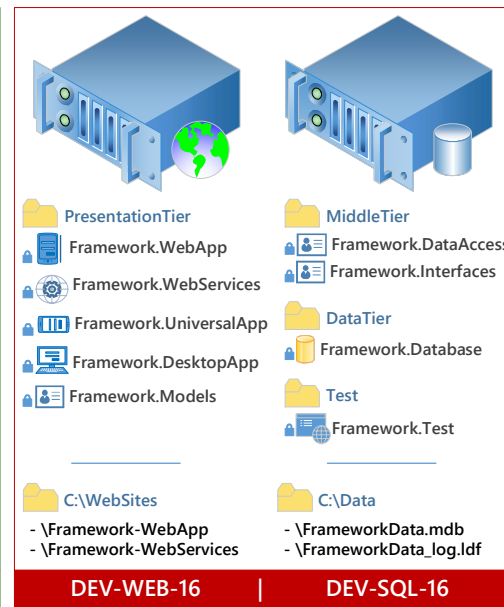 PresentationTier
Framework.WebApp
Framework.WebServices
Framework.UniversalApp
Framework.DesktopApp
Framework.Models
C:\WebSites
- \Framework-WebApp
- \Framework-WebServices
MiddleTier
Framework.DataAccess
Framework.Interfaces
DataTier
Framework.Database
Test
Framework.Test
C:\Data
- \FrameworkData.mdb
- \FrameworkData_log.ldf
DEV-WEB-16 | DEV-SQL-16